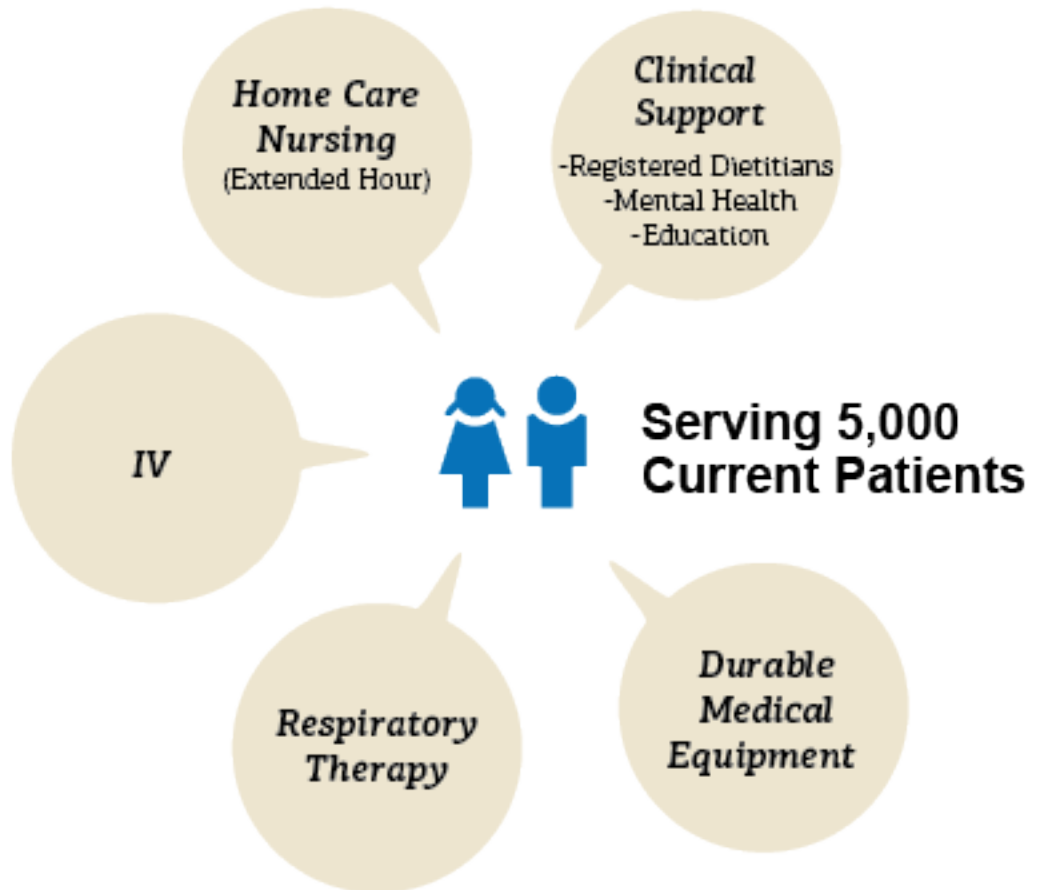 Home Care
Nursing
(Extended Hour)
Clinical
Support
-Registered Dietitians
-Mental Health
-Education
IV
Serving 5,000
Current Patients
Respiratory
Therapy
Durable
Medical
Equipment